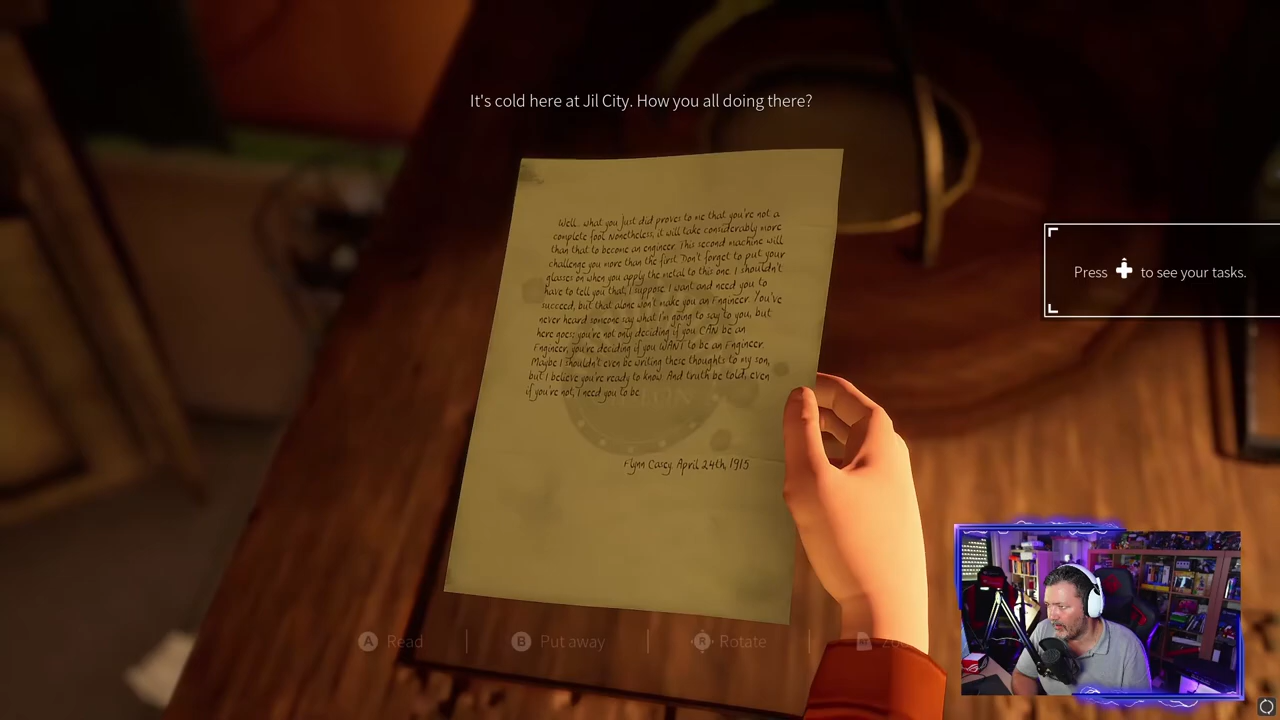 It's cold here at Jil City. How you all doing there?
Well.. what you just did proves to me that you're not a
complete fool. Nonetheless, it will take considerably more
than that to become an engineer. This second machine will
challenge you more than the first. Don't forget to put your
glasses on when you apply the metal to this one. I shouldn't
have to tell you that, I suppose. I want and need you to
succeed, but that alone won't make you an Engineer. You've
never heard someone say what I'm going to say to you, but
here goes: you're not only deciding if you CAN be an
Engineer, you're deciding if you WANT to be an Engineer.
Maybe I shouldn't even be writing these thoughts to my son,
but I believe you're ready to know. And truth be told, even
if you're not, I need you to be
Flynn Casey, April 24th, 1915
Press to see your tasks.
A Read
B Put away
R Rotate